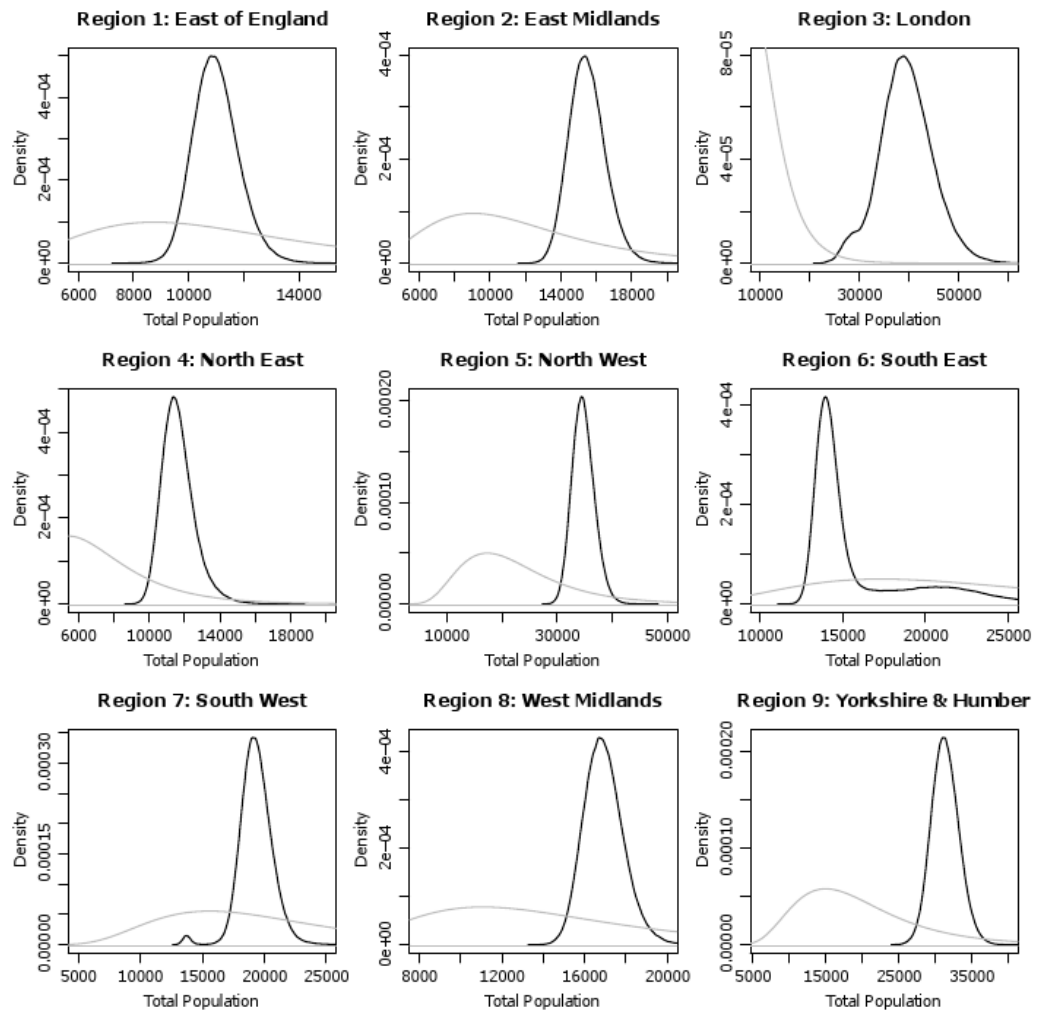 Region 1: East of England
Density
0e+00 2e−04 4e−04
6000 8000 10000 14000
Total Population
Region 2: East Midlands
Density
0e+00 2e−04 4e−04
6000 10000 14000 18000
Total Population
Region 3: London
Density
0e+00 4e−05 8e−05
10000 30000 50000
Total Population
Region 4: North East
Density
0e+00 2e−04 4e−04
6000 10000 14000 18000
Total Population
Region 5: North West
Density
0.00000 0.00010 0.00020
10000 30000 50000
Total Population
Region 6: South East
Density
0e+00 2e−04 4e−04
10000 15000 20000 25000
Total Population
Region 7: South West
Density
0.00000 0.00015 0.00030
5000 10000 15000 20000 25000
Total Population
Region 8: West Midlands
Density
0e+00 2e−04 4e−04
8000 12000 16000 20000
Total Population
Region 9: Yorkshire & Humber
Density
0.00000 0.00010 0.00020
5000 15000 25000 35000
Total Population